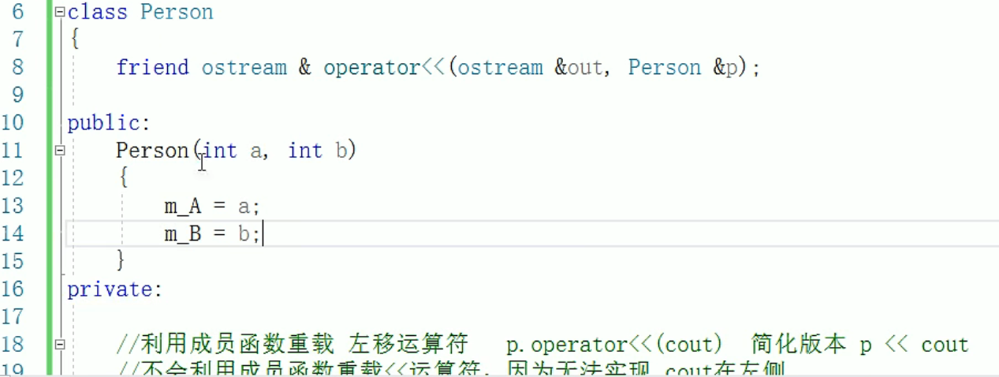 6 class Person
7 {
8 friend ostream & operator<<(ostream &out, Person &p);
9
10 public:
11 Person(int a, int b)
12 {
13 m_A = a;
14 m_B = b;
15 }
16 private:
17
18 //利用成员函数重载 左移运算符 p.operator<<(cout) 简化版本 p << cout
19 //不会利用成员函数重载<<运算符，因为无法实现 cout在左侧